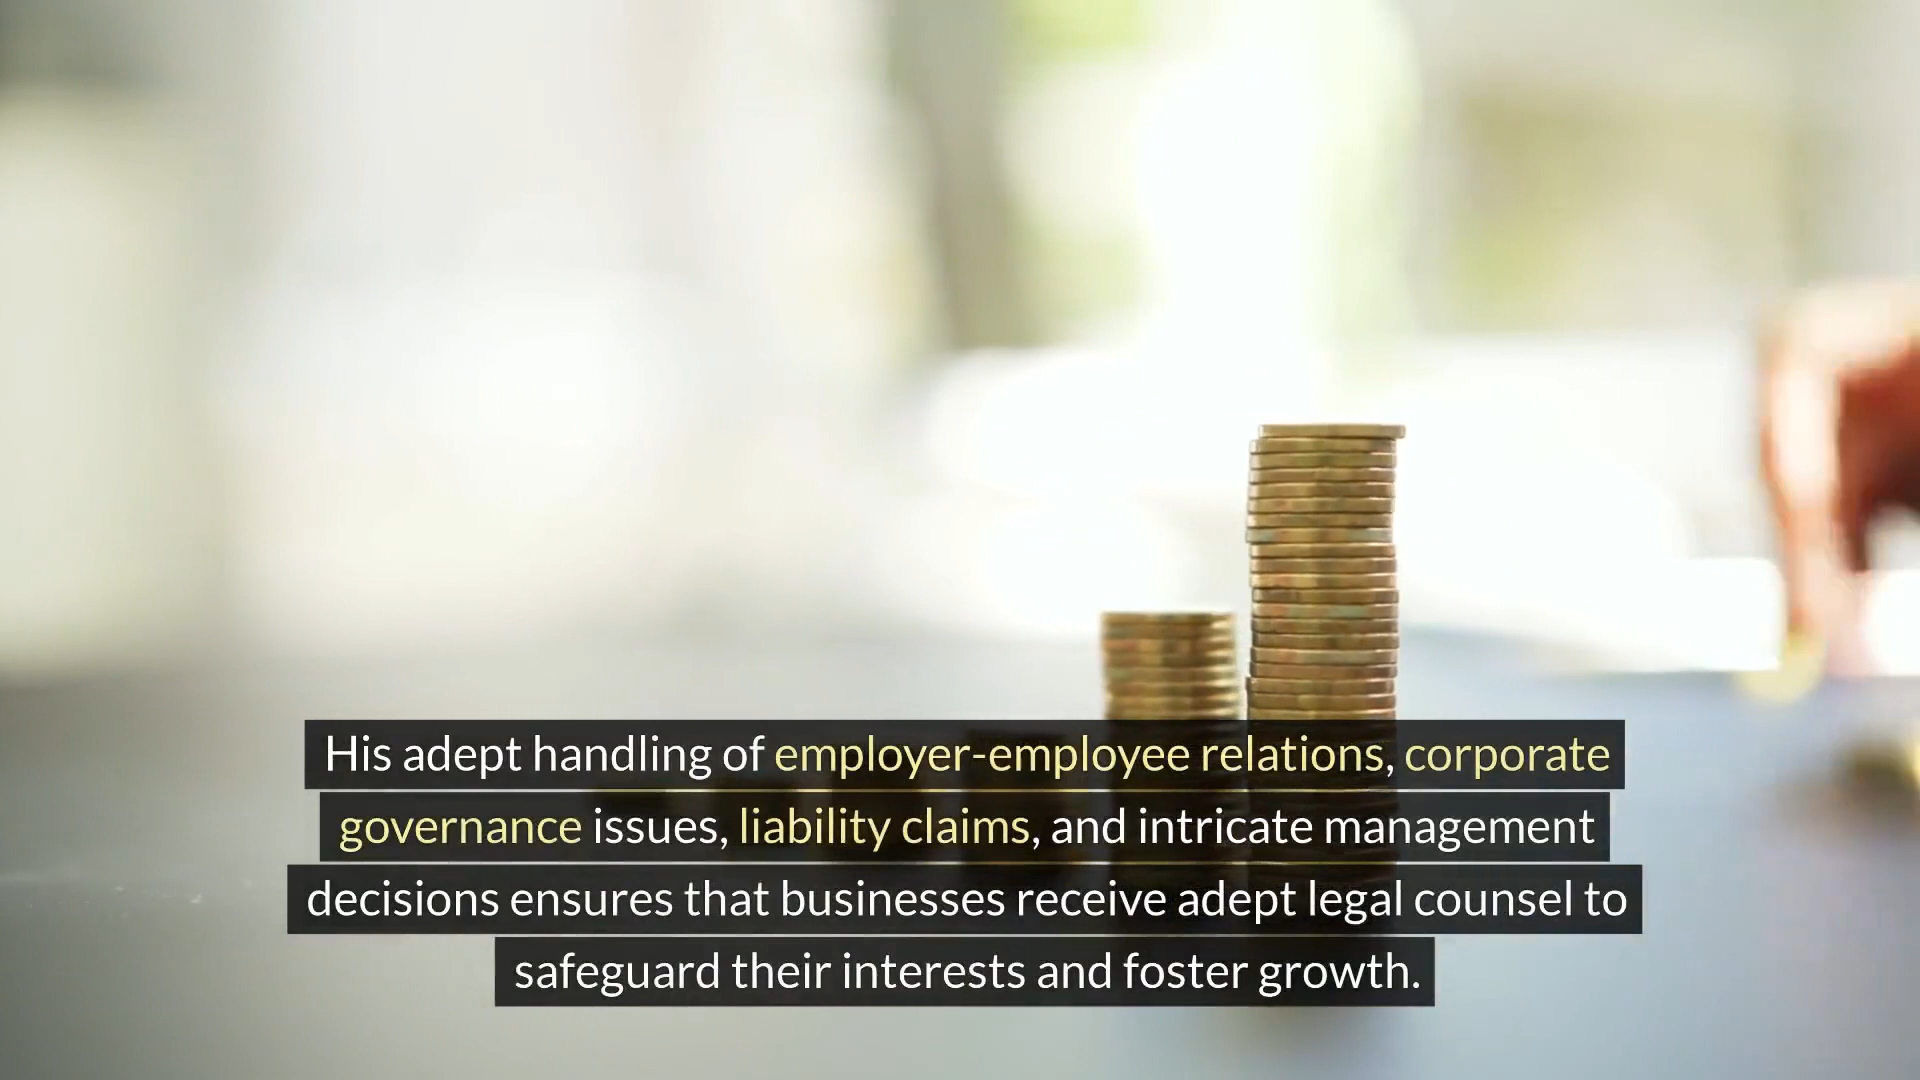 His adept handling of employer-employee relations, corporate
governance issues, liability claims, and intricate management
decisions ensures that businesses receive adept legal counsel to
safeguard their interests and foster growth.